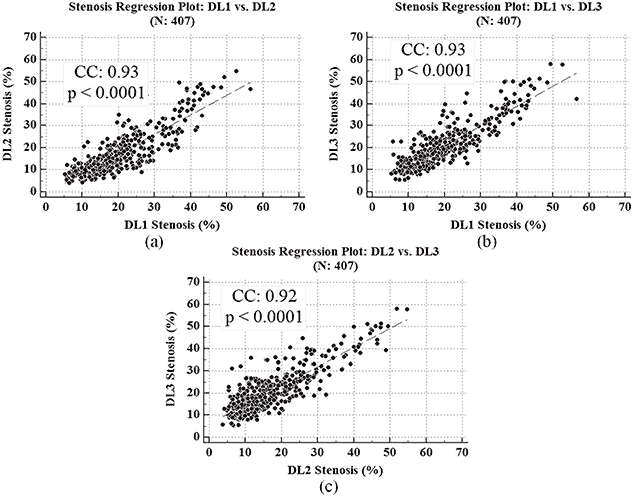 Stenosis Regression Plot: DL1 vs. DL2
(N: 407)
CC: 0.93
p < 0.0001
DL2 Stenosis (%)
70
60
50
40
30
20
10
0
0 10 20 30 40 50 60 70
DL1 Stenosis (%)
(a)
Stenosis Regression Plot: DL1 vs. DL3
(N: 407)
CC: 0.93
p < 0.0001
DL3 Stenosis (%)
70
60
50
40
30
20
10
0
0 10 20 30 40 50 60 70
DL1 Stenosis (%)
(b)
Stenosis Regression Plot: DL2 vs. DL3
(N: 407)
CC: 0.92
p < 0.0001
DL3 Stenosis (%)
70
60
50
40
30
20
10
0
0 10 20 30 40 50 60 70
DL2 Stenosis (%)
(c)